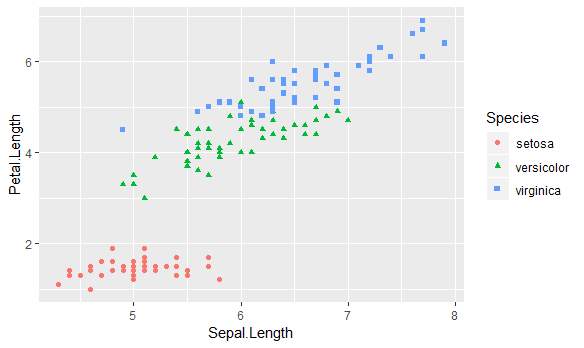 6
4
2
5 6 7 8
Sepal.Length
Petal.Length
Species
setosa
versicolor
virginica